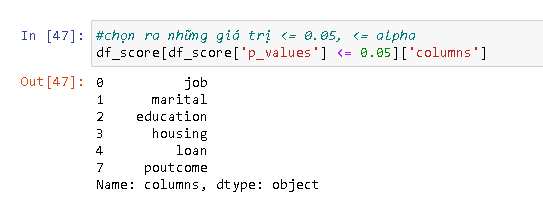 In [47]: #chọn ra những gió trị <= 0.05, <= alpha
df_score[df_score['p_values'] <= 0.05]['columns']
Out[47]: 0 job
1 marital
2 education
3 housing
4 loan
7 poutcome
Name: columns, dtype: object